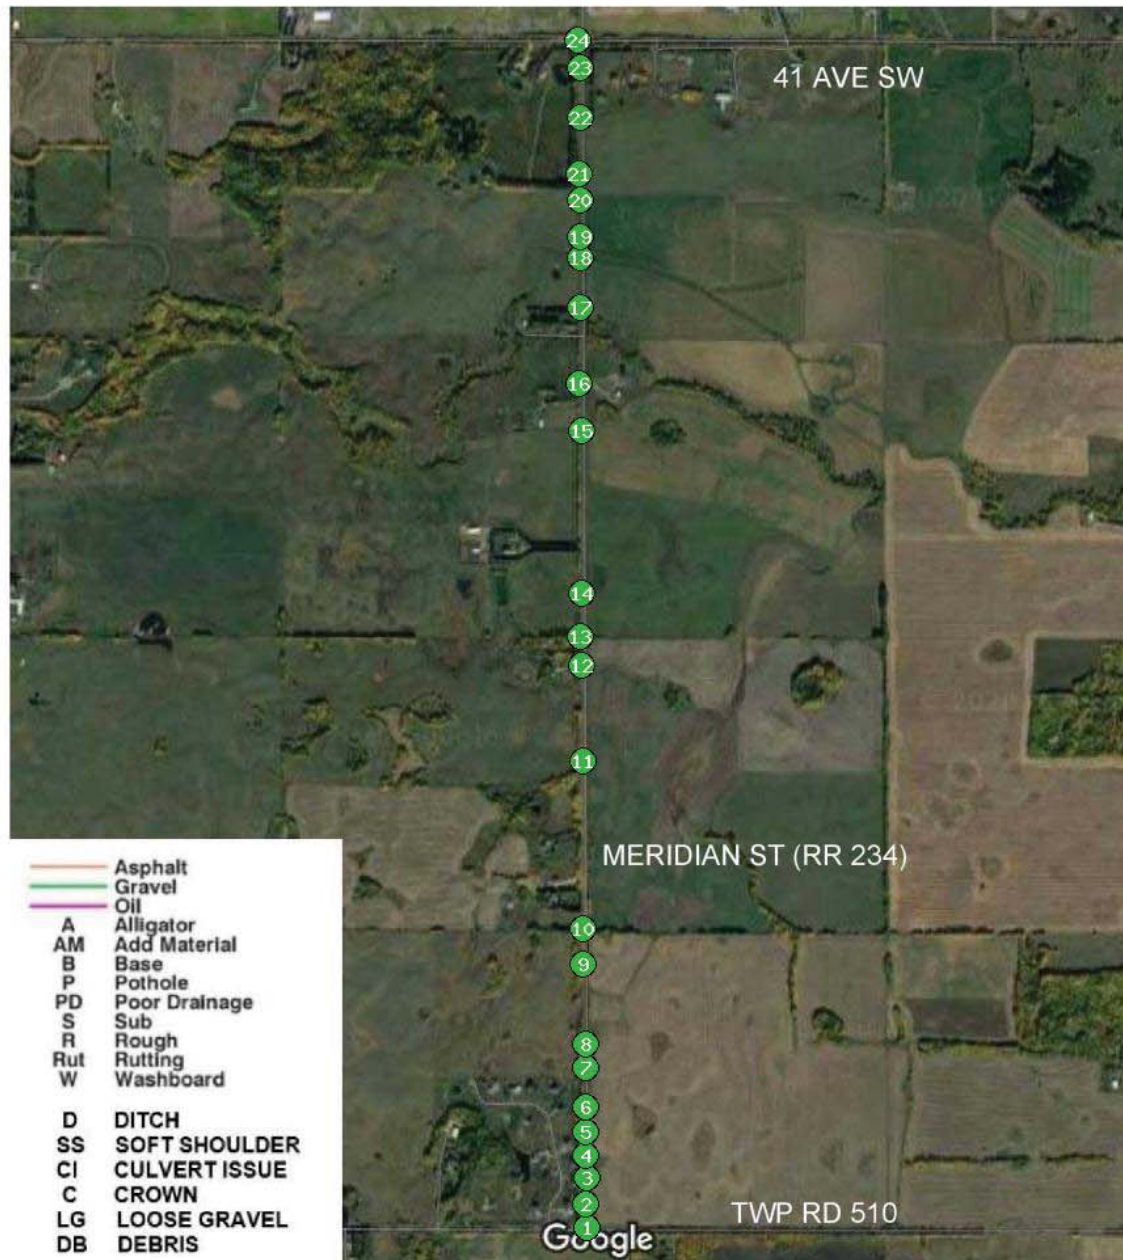 24
23
41 AVE SW
22
21
20
19
18
17
16
15
14
13
12
11
MERIDIAN ST (RR 234)
10
9
8
7
6
5
4
3
2
TWP RD 510
1
Google
Asphalt
Gravel
Oil
A Alligator
AM Add Material
B Base
P Pothole
PD Poor Drainage
S Sub
R Rough
Rut Rutting
W Washboard
D DITCH
SS SOFT SHOULDER
CI CULVERT ISSUE
C CROWN
LG LOOSE GRAVEL
DB DEBRIS